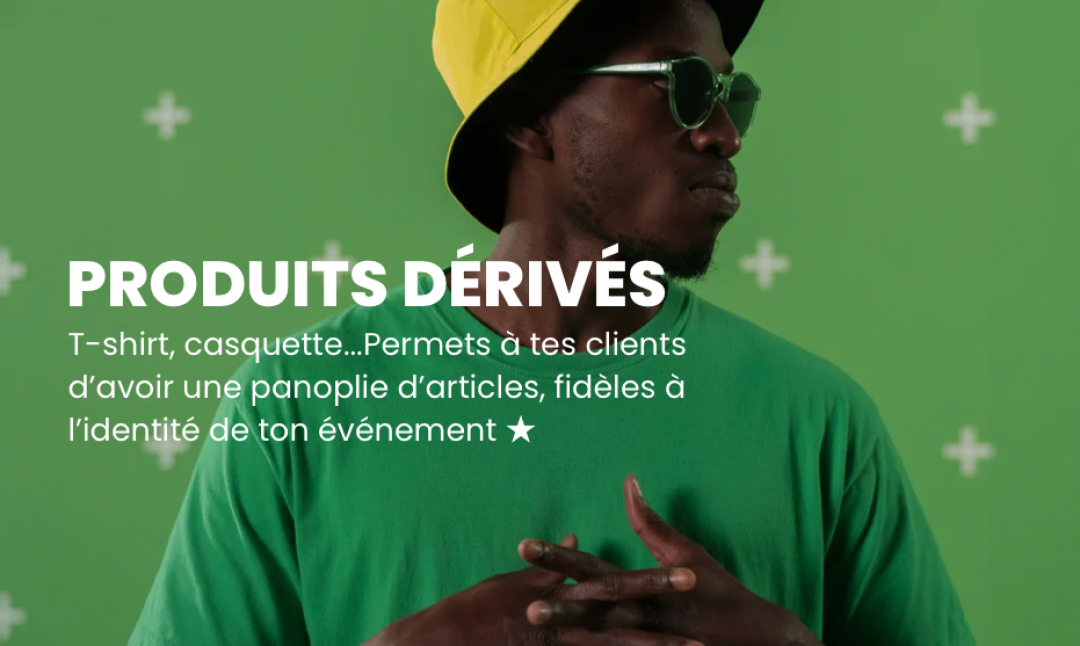 PRODUITS DÉRIVÉS
T-shirt, casquette...Permets à tes clients
d’avoir une panoplie d’articles, fidèles à
l’identité de ton événement ★